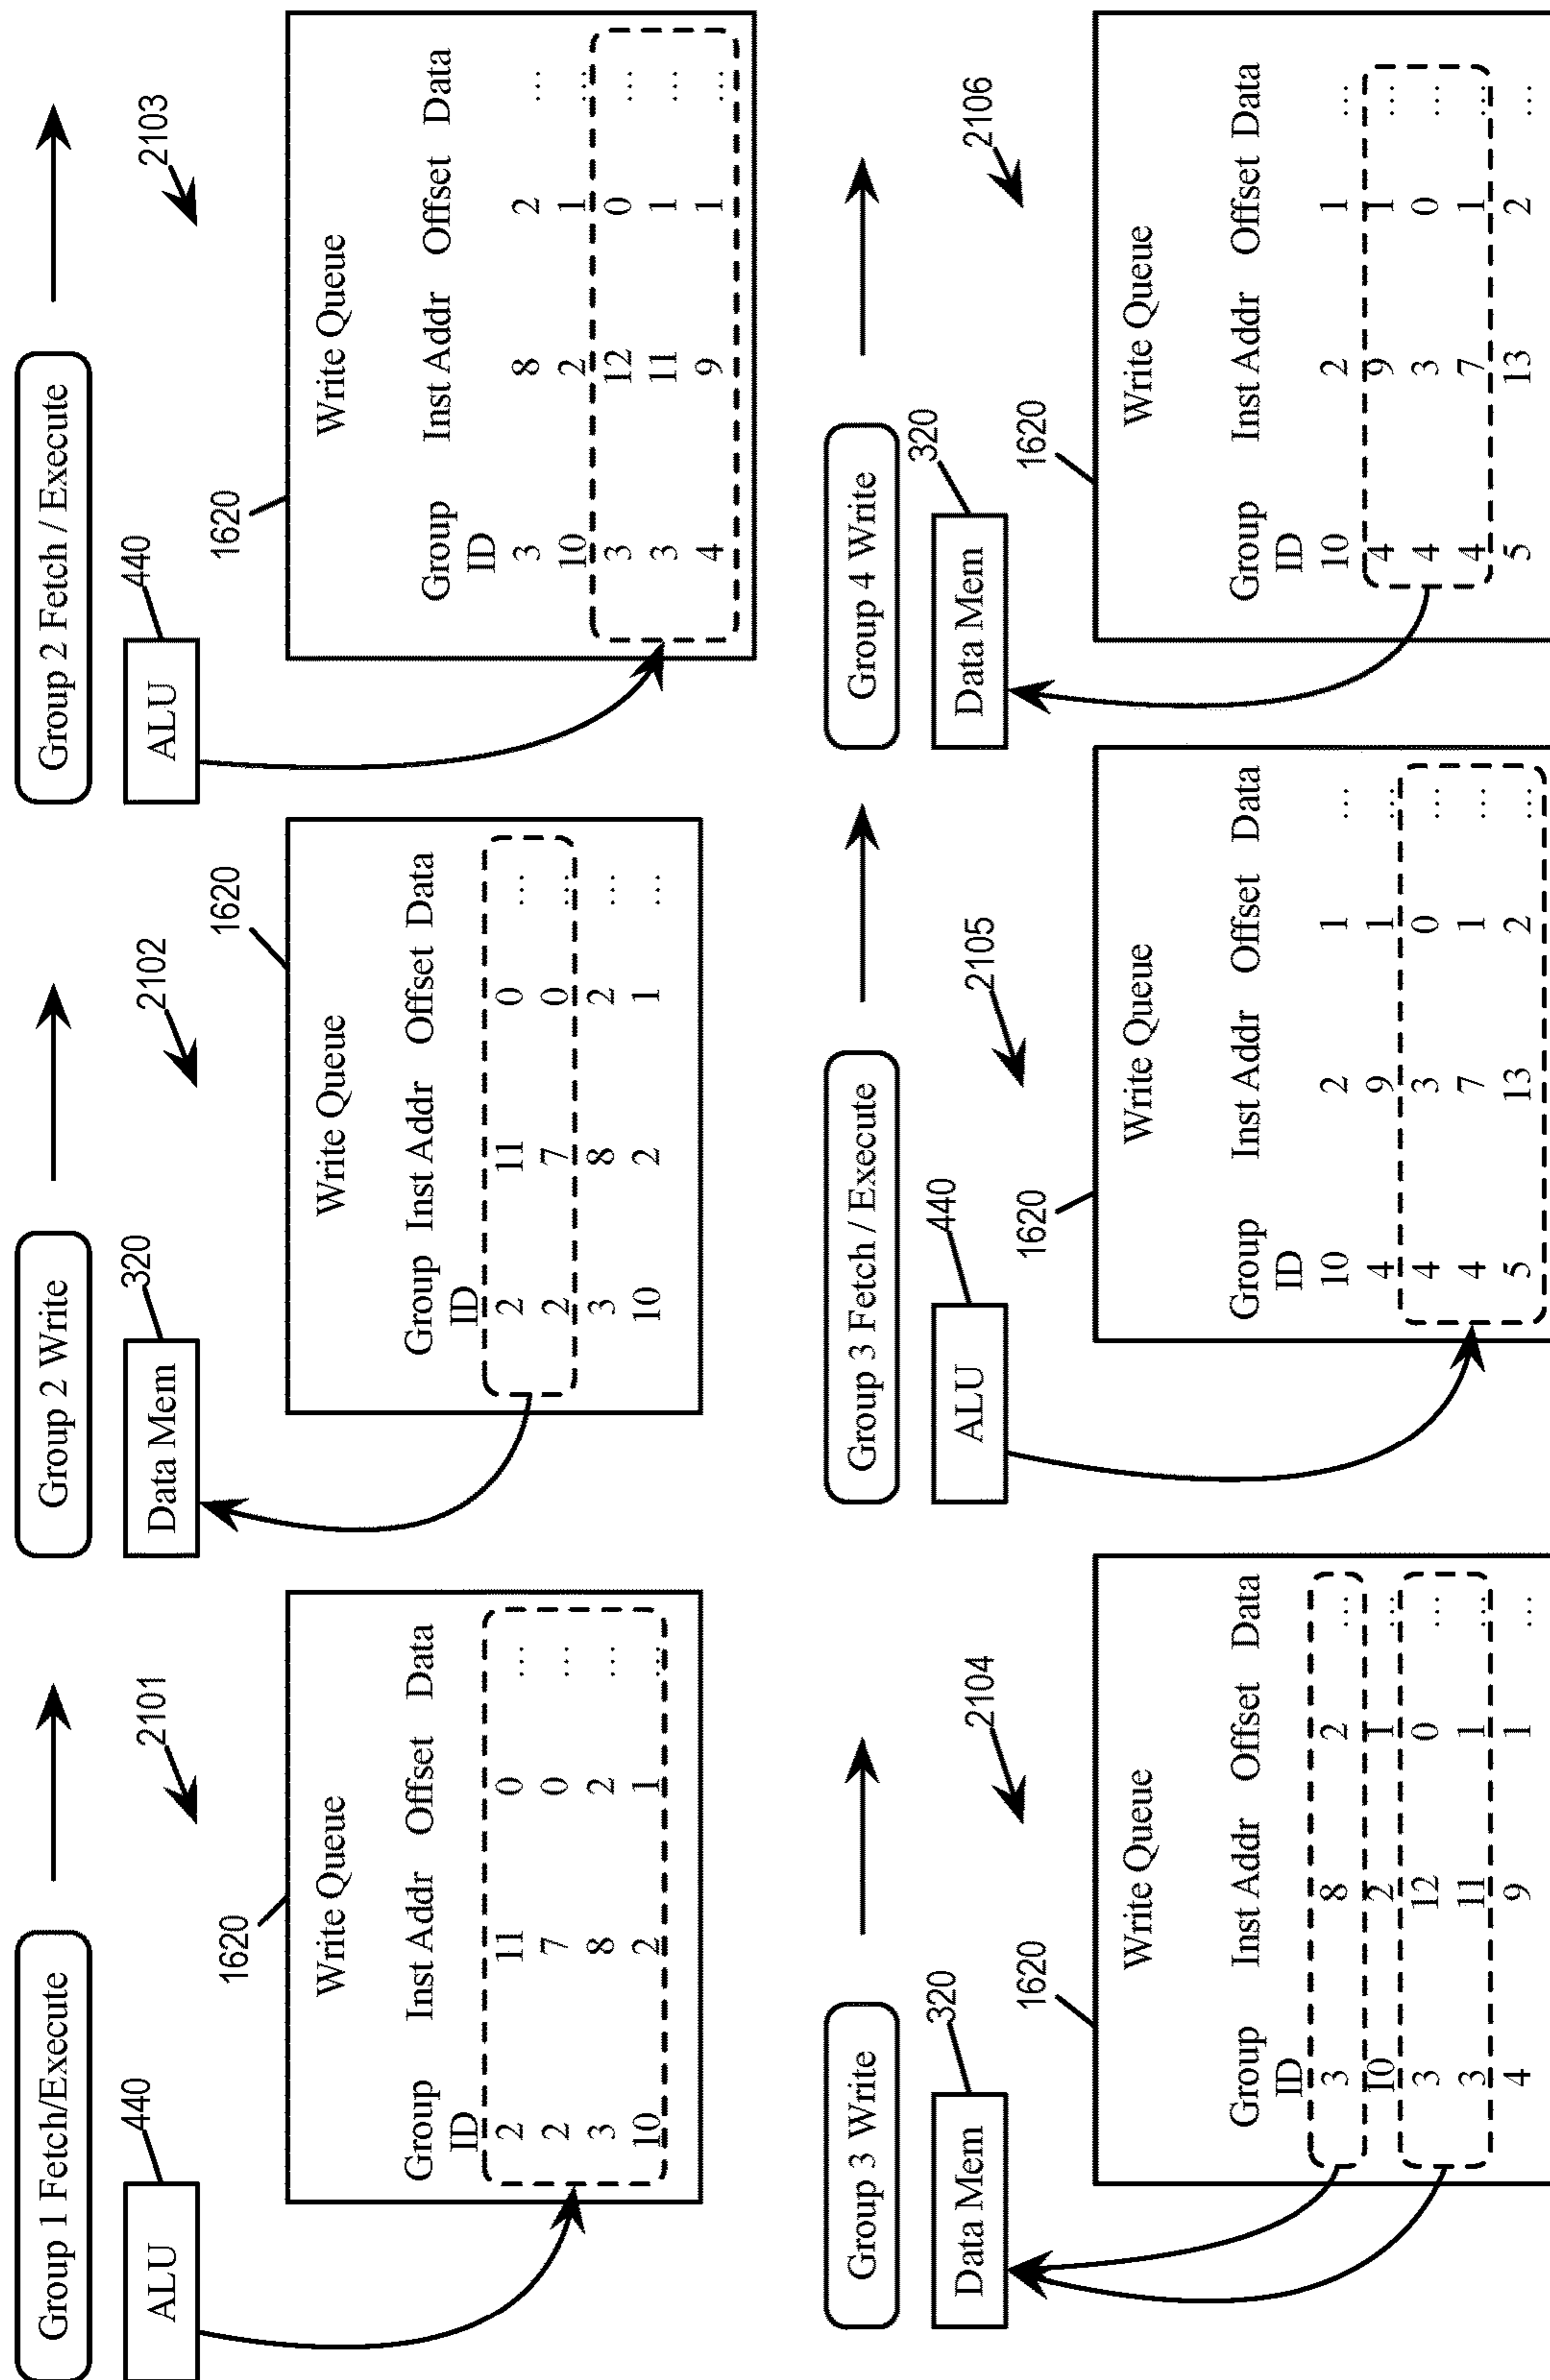 Group 1 Fetch/Execute
ALU
440
2101
1620
Write Queue
Group ID Inst Addr Offset Data
2 11 0 ...
2 7 0 ...
3 8 2 ...
10 2 1 ...
Group 2 Write
Data Mem
320
2102
1620
Write Queue
Group ID Inst Addr Offset Data
2 11 0 ...
2 7 0 ...
3 8 2 ...
10 2 1 ...
Group 2 Fetch / Execute
ALU
440
2103
1620
Write Queue
Group ID Inst Addr Offset Data
3 8 2 ...
10 2 1 ...
3 12 0 ...
3 11 1 ...
4 9 1 ...
Group 3 Write
Data Mem
320
2104
1620
Write Queue
Group ID Inst Addr Offset Data
3 8 2 ...
10 2 1 ...
3 12 0 ...
3 11 1 ...
4 9 1 ...
Group 3 Fetch / Execute
ALU
440
2105
1620
Write Queue
Group ID Inst Addr Offset Data
10 2 1 ...
4 9 1 ...
4 3 0 ...
4 7 1 ...
5 13 2 ...
Group 4 Write
Data Mem
320
2106
1620
Write Queue
Group ID Inst Addr Offset Data
10 2 1 ...
4 9 1 ...
4 3 0 ...
4 7 1 ...
5 13 2 ...